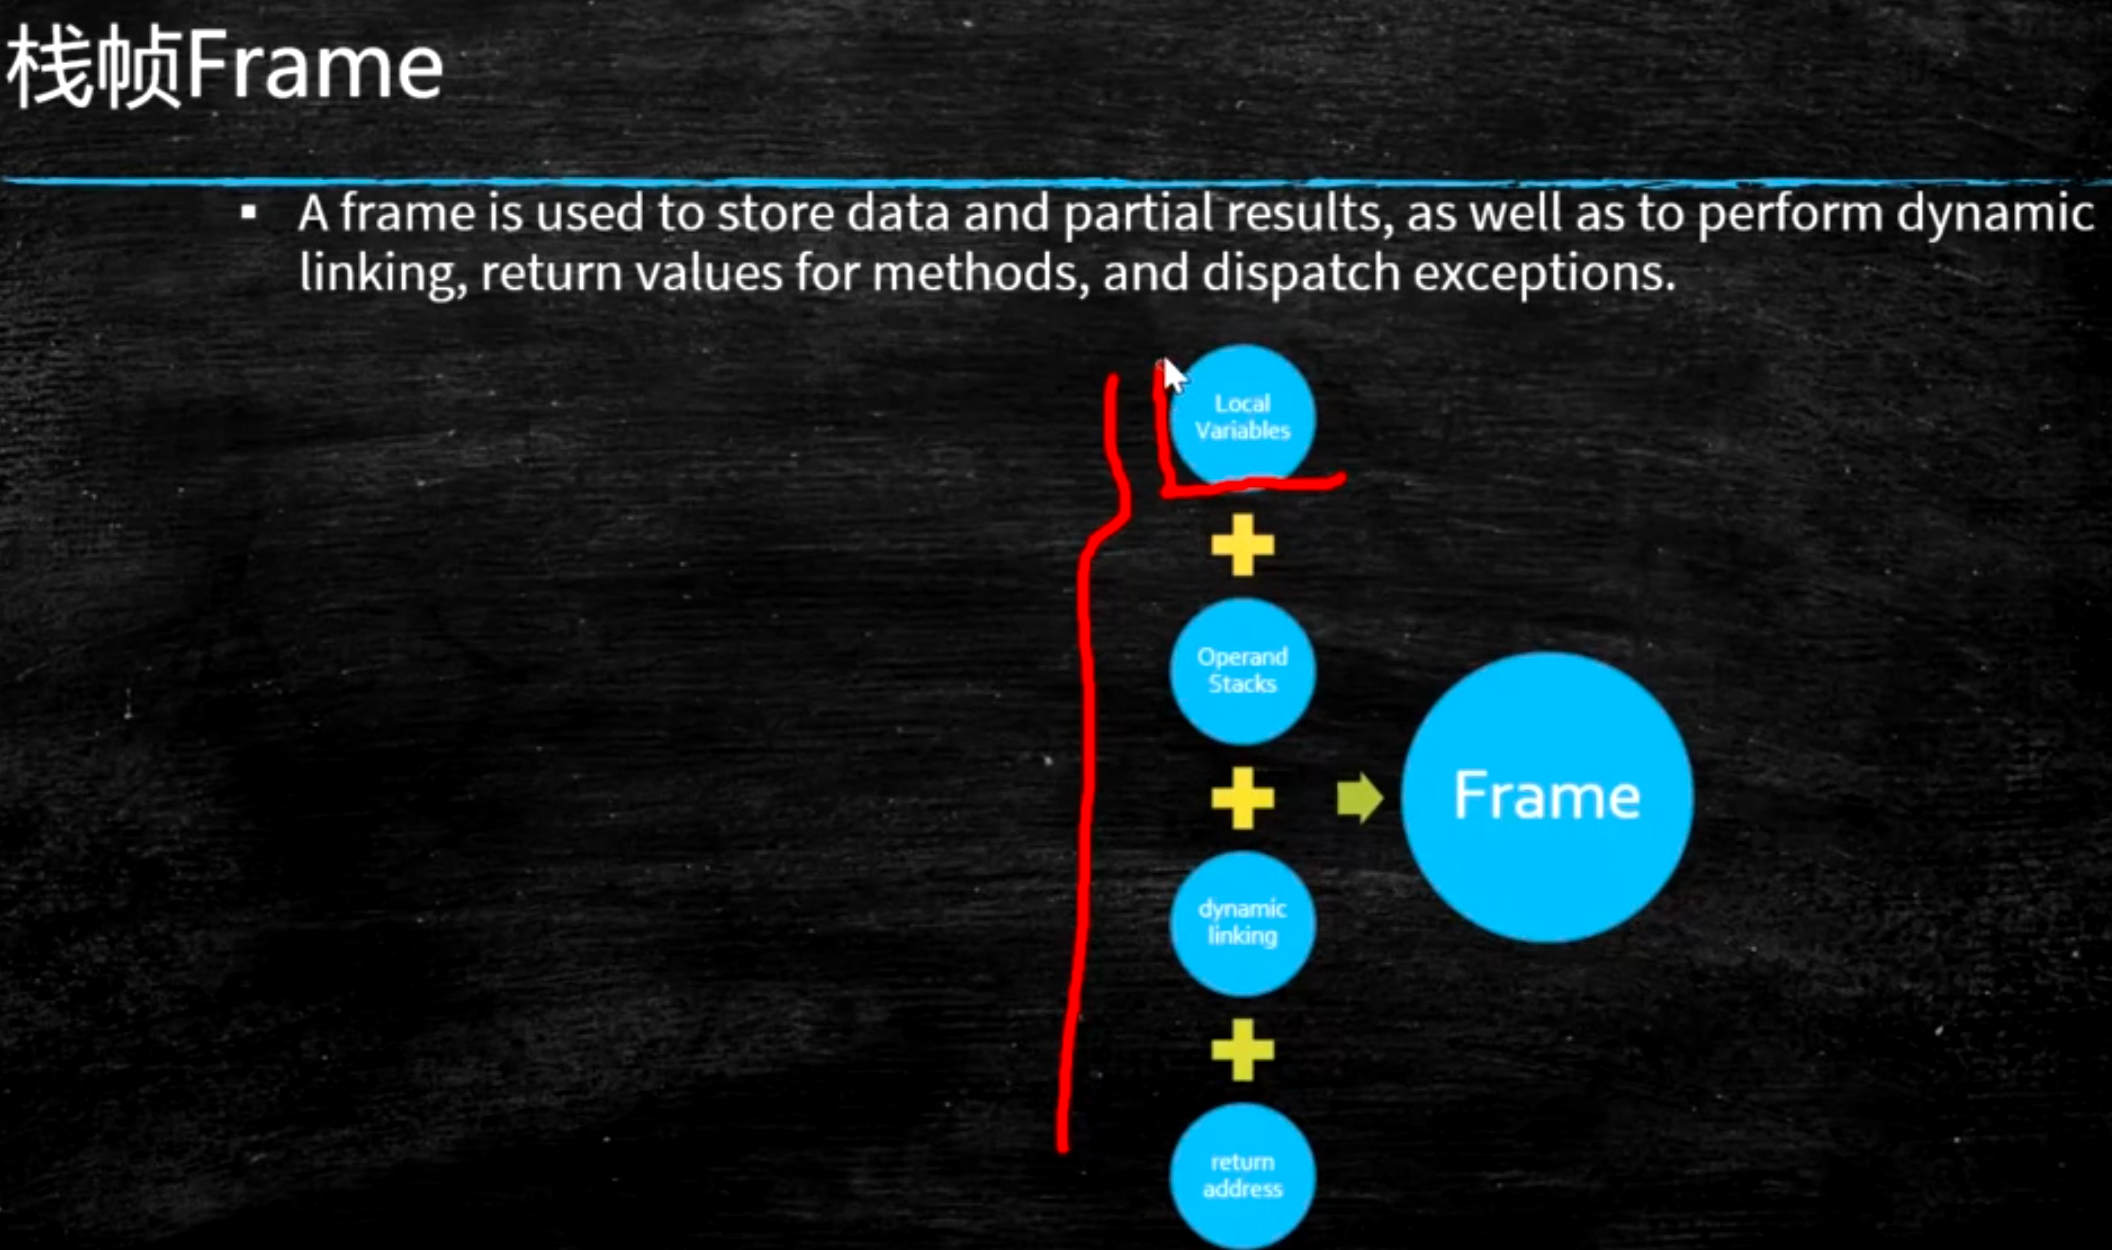 栈帧Frame
▪ A frame is used to store data and partial results, as well as to perform dynamic
linking, return values for methods, and dispatch exceptions.
Local
Variables
Operand
Stacks
dynamic
linking
return
address
Frame